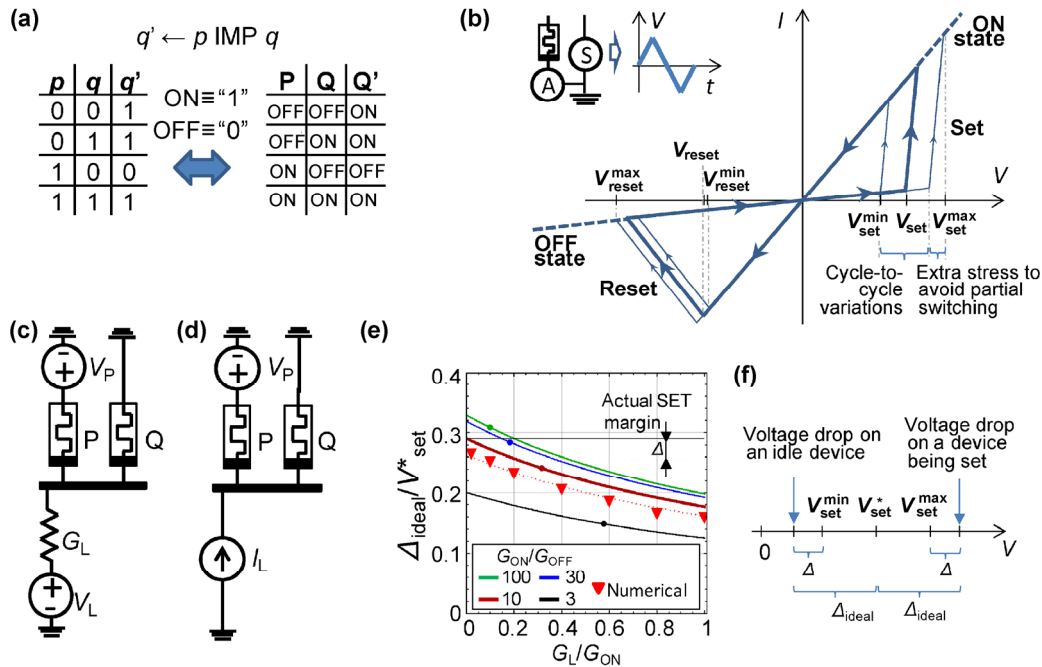 (a)
q' ← p IMP q
p q q'
0 0 1
0 1 1
1 0 0
1 1 1
ON≡"1"
OFF≡"0"
P Q Q'
OFF OFF ON
OFF ON ON
ON OFF OFF
ON ON ON
(b)
A
S
V
t
I
ON
state
Set
V
V_reset
V_reset^max
V_reset^min
V_set^min
V_set
V_set^max
OFF
state
Reset
Cycle-to-
cycle
variations
Extra stress to
avoid partial
switching
(c)
-
+
V_P
P
Q
G_L
+
-
V_L
(d)
-
+
V_P
P
Q
I_L
(e)
Δ_ideal/V*_set
0.4
0.3
0.2
0.1
0
Actual SET
margin
Δ
G_ON/G_OFF
100
30
10
3
Numerical
0 0.2 0.4 0.6 0.8 1
G_L/G_ON
(f)
Voltage drop on
an idle device
Voltage drop
on a device
being set
V_set^min
V_set^*
V_set^max
0
V
Δ
Δ
Δ_ideal
Δ_ideal